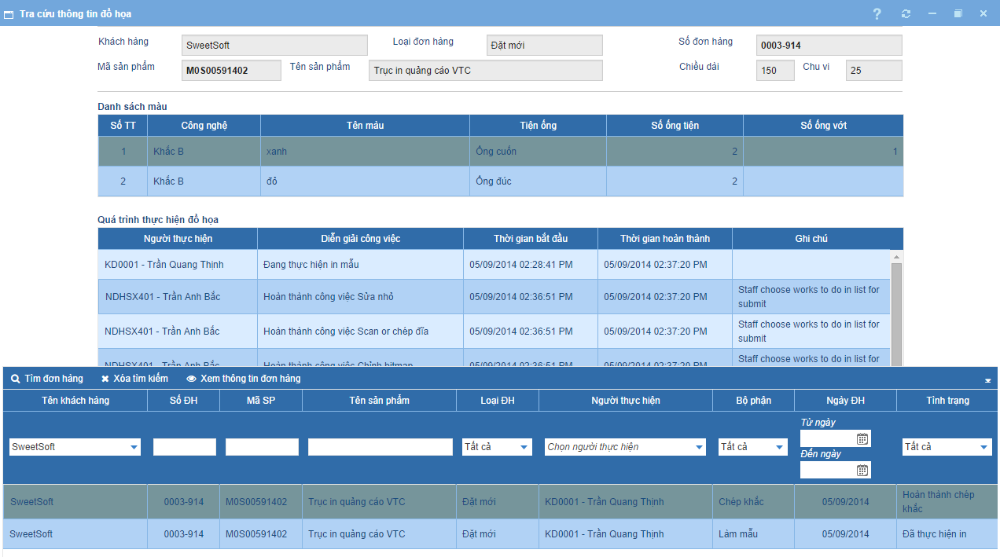 Tra cứu thông tin đồ họa
Khách hàng SweetSoft Loại đơn hàng Đặt mới Số đơn hàng 0003-914
Mã sản phẩm M0S00591402 Tên sản phẩm Trục in quảng cáo VTC Chiều dài 150 Chu vi 25
Danh sách màu
Số TT Công nghệ Tên màu Tiện ống Số ống tiện Số ống vớt
1 Khắc B xanh Ống cuốn 2 1
2 Khắc B đỏ Ống đúc 2
Quá trình thực hiện đồ họa
Người thực hiện Diễn giải công việc Thời gian bắt đầu Thời gian hoàn thành Ghi chú
KD0001 - Trần Quang Thịnh Đang thực hiện in mẫu 05/09/2014 02:28:41 PM 05/09/2014 02:37:20 PM
NDHSX401 - Trần Anh Bắc Hoàn thành công việc Sửa nhỏ 05/09/2014 02:36:51 PM 05/09/2014 02:37:20 PM Staff choose works to do in list for
submit
NDHSX401 - Trần Anh Bắc Hoàn thành công việc Scan or chép đĩa 05/09/2014 02:36:51 PM 05/09/2014 02:37:20 PM Staff choose works to do in list for
submit
NDHSX401 - Trần Anh Bắc Hoàn thành công việc Chỉnh bitmap 05/09/2014 02:36:51 PM 05/09/2014 02:37:20 PM Staff choose works to do in list for
Tìm đơn hàng Xóa tìm kiếm Xem thông tin đơn hàng
Tên khách hàng Số ĐH Mã SP Tên sản phẩm Loại ĐH Người thực hiện Bộ phận Ngày ĐH Tình trạng
Từ ngày
SweetSoft Tất cả Chọn người thực hiện Tất cả Tất cả
Đến ngày
SweetSoft 0003-914 M0S00591402 Trục in quảng cáo VTC Đặt mới KD0001 - Trần Quang Thịnh Chép khắc 05/09/2014 Hoàn thành chép
khắc
SweetSoft 0003-914 M0S00591402 Trục in quảng cáo VTC Đặt mới KD0001 - Trần Quang Thịnh Làm mẫu 05/09/2014 Đã thực hiện in